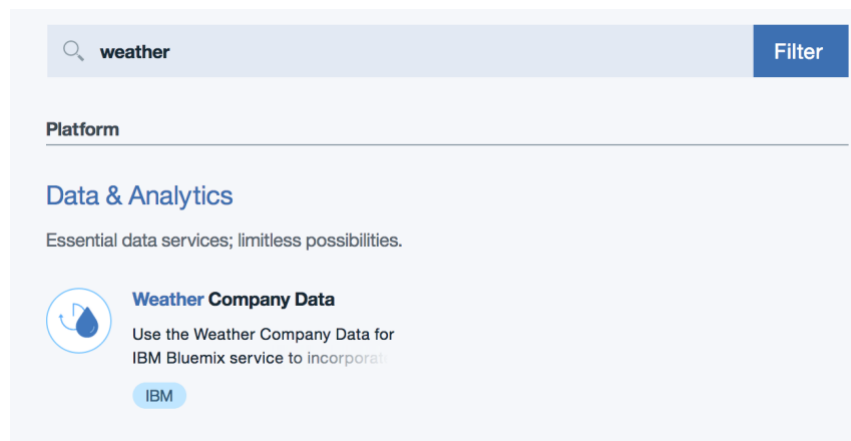 weather
Filter
Platform
Data & Analytics
Essential data services; limitless possibilities.
Weather Company Data
Use the Weather Company Data for
IBM Bluemix service to incorporat
IBM